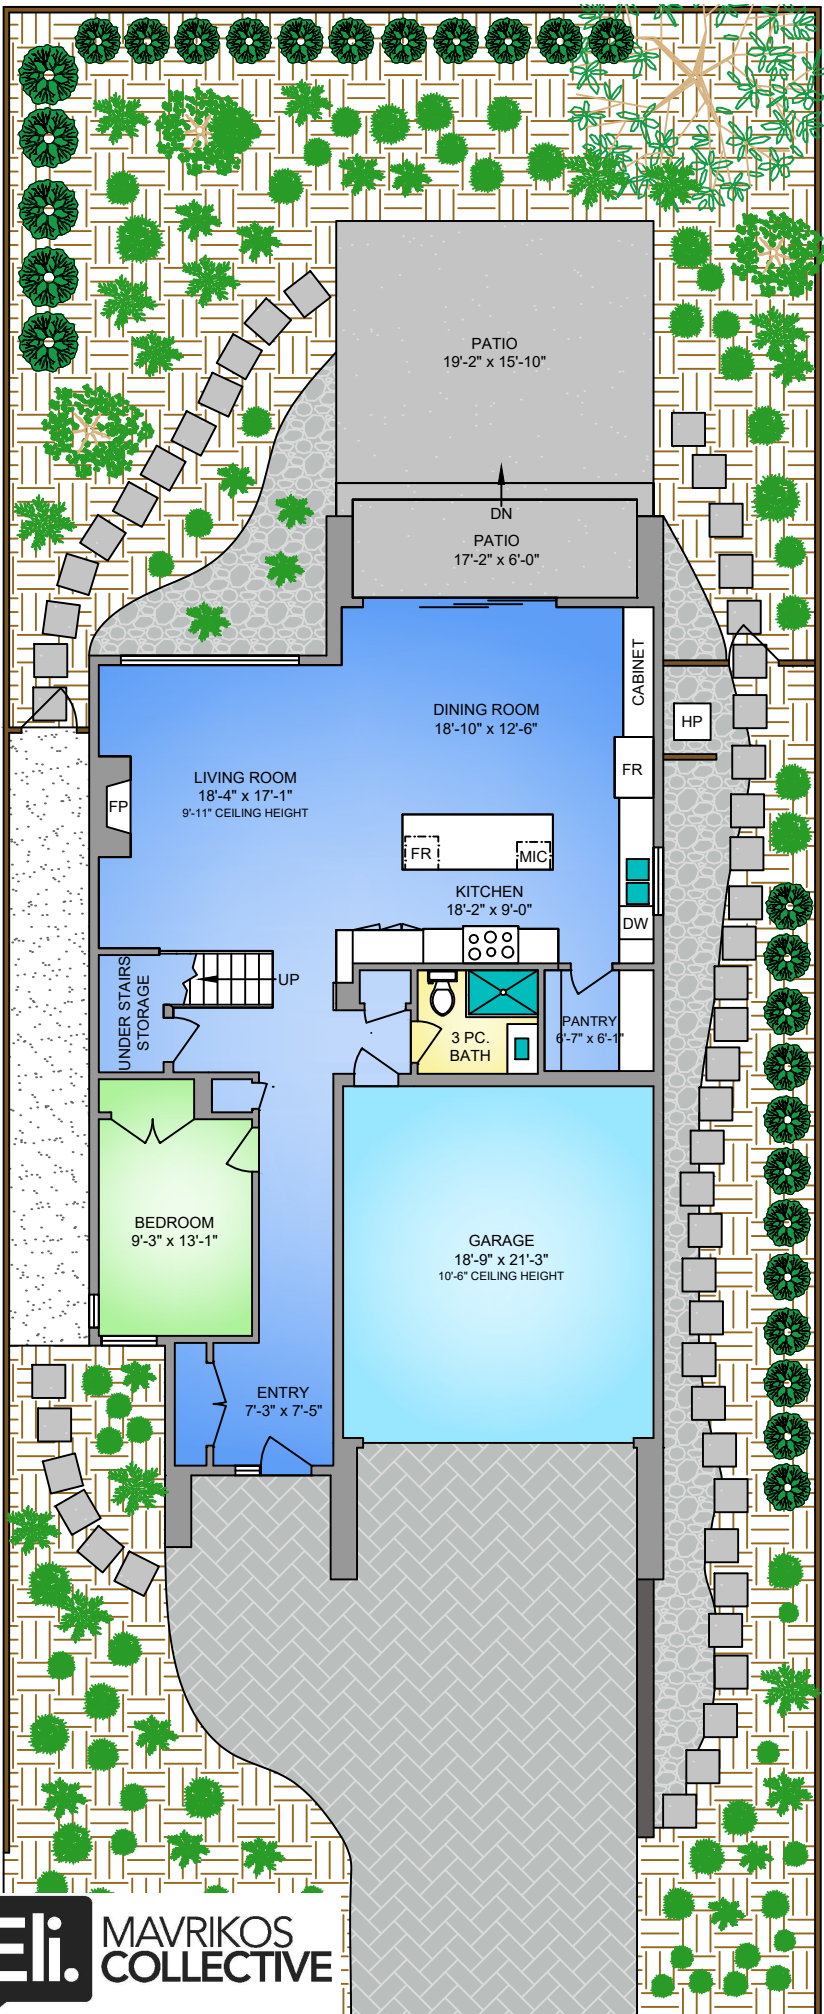 PATIO
19'-2" x 15'-10"
DN
PATIO
17'-2" x 6'-0"
CABINET
DINING ROOM
18'-10" x 12'-6"
HP
FR
LIVING ROOM
18'-4" x 17'-1"
9'-11" CEILING HEIGHT
FP
FR
MIC
KITCHEN
18'-2" x 9'-0"
DW
UNDER STAIRS
STORAGE
UP
3 PC.
BATH
PANTRY
6'-7" x 6'-1"
BEDROOM
9'-3" x 13'-1"
GARAGE
18'-9" x 21'-3"
10'-6" CEILING HEIGHT
ENTRY
7'-3" x 7'-5"
Eli.
MAVRIKOS
COLLECTIVE